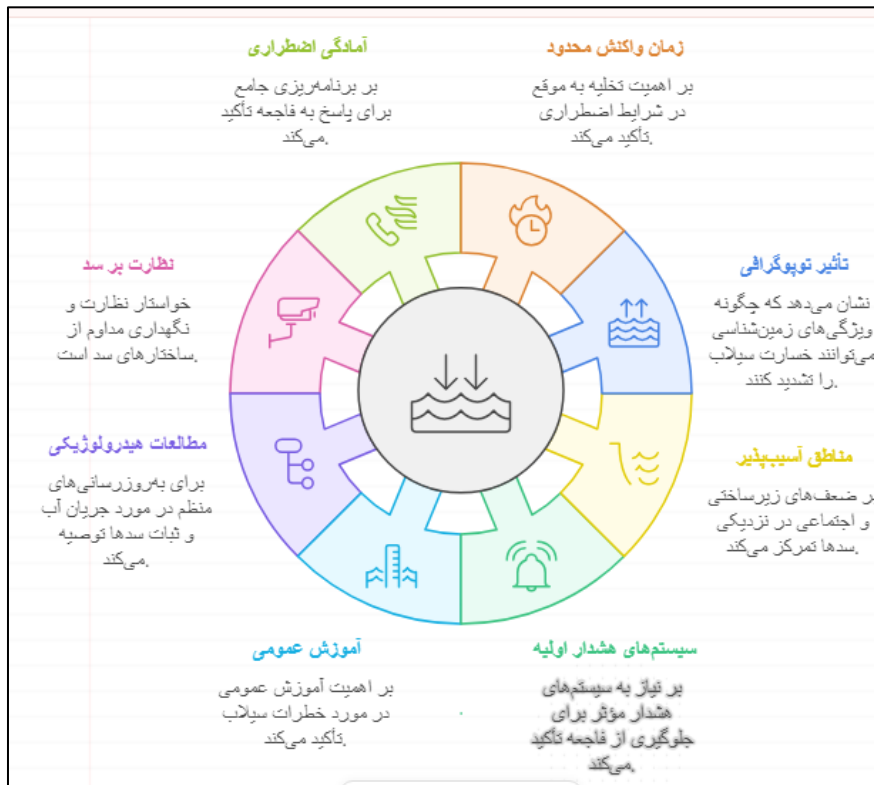 زمان واکنش محدود
بر اهمیت تخلیه به موقع
در شرایط اضطراری
تأکید می‌کند.
تأثیر توپوگرافی
نشان می‌دهد که چگونه
ویژگی‌های زمین‌شناسی
می‌توانند خسارت سیلاب
را تشدید کنند.
مناطق آسیب‌پذیر
بر ضعف‌های زیرساختی
و اجتماعی در نزدیکی
سدها تمرکز می‌کند.
سیستم‌های هشدار اولیه
بر نیاز به سیستم‌های
هشدار مؤثر برای
جلوگیری از فاجعه تأکید
می‌کند.
آموزش عمومی
بر اهمیت آموزش عمومی
در مورد خطرات سیلاب
تأکید می‌کند.
مطالعات هیدرولوژیکی
برای به‌روزرسانی‌های
منظم در مورد جریان آب
و ثبات سدها توصیه
می‌کند.
نظارت بر سد
خواستار نظارت و
نگهداری مداوم از
ساختارهای سد است.
آمادگی اضطراری
بر برنامه‌ریزی جامع
برای پاسخ به فاجعه تأکید
می‌کند.